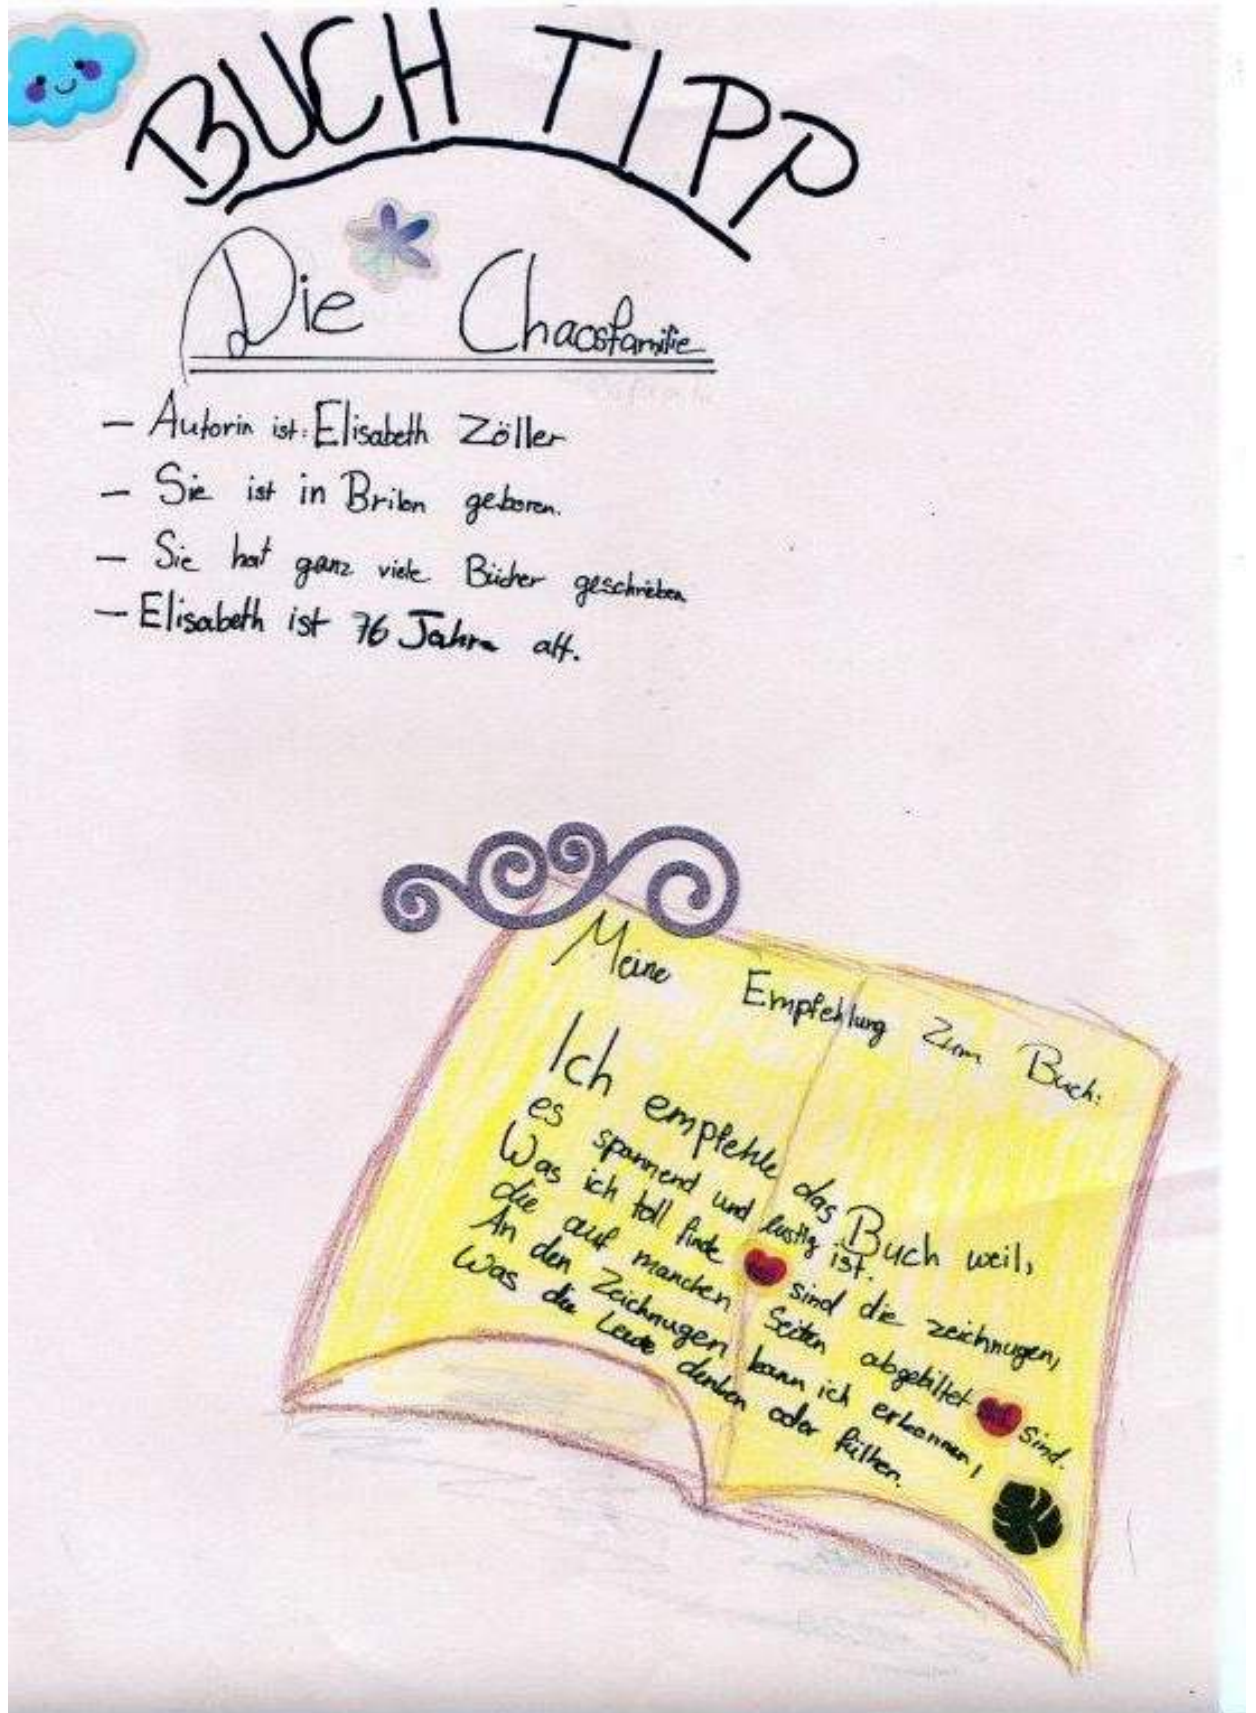 BUCH TIPP
Die Chaosfamilie
- Autorin ist: Elisabeth Zöller
- Sie ist in Brilon geboren.
- Sie hat ganz viele Bücher geschrieben
- Elisabeth ist 76 Jahre alt.
Meine Empfehlung zum Buch:
Ich empfehle das Buch weil,
es spannend und lustig ist.
Was ich toll finde sind die zeichnugen,
die auf manchen Seiten abgebiltet sind.
An den Zeichnugen kann ich erkennen,
Was die Leute denken oder fülhen.